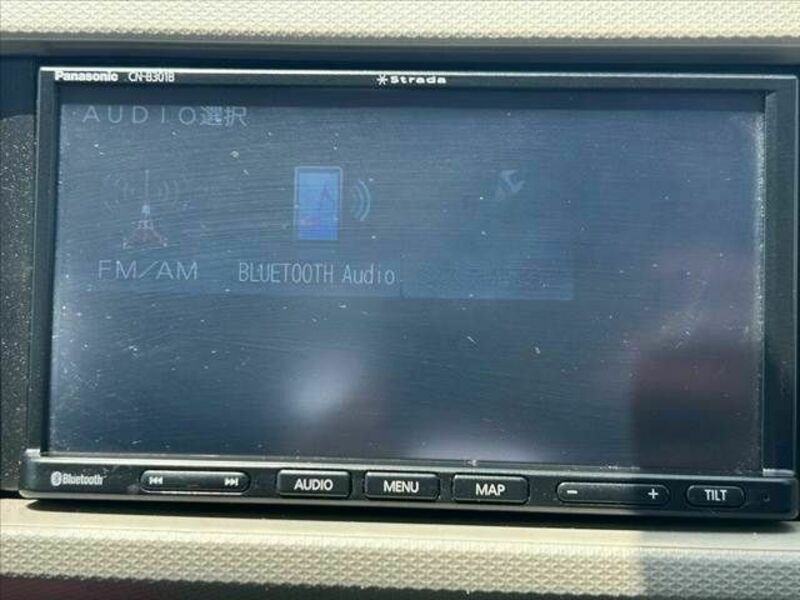 Panasonic CN-B301B
Strada
AUDIO選択
FM/AM
BLUETOOTH Audio
Bluetooth
AUDIO
MENU
MAP
− +
TILT